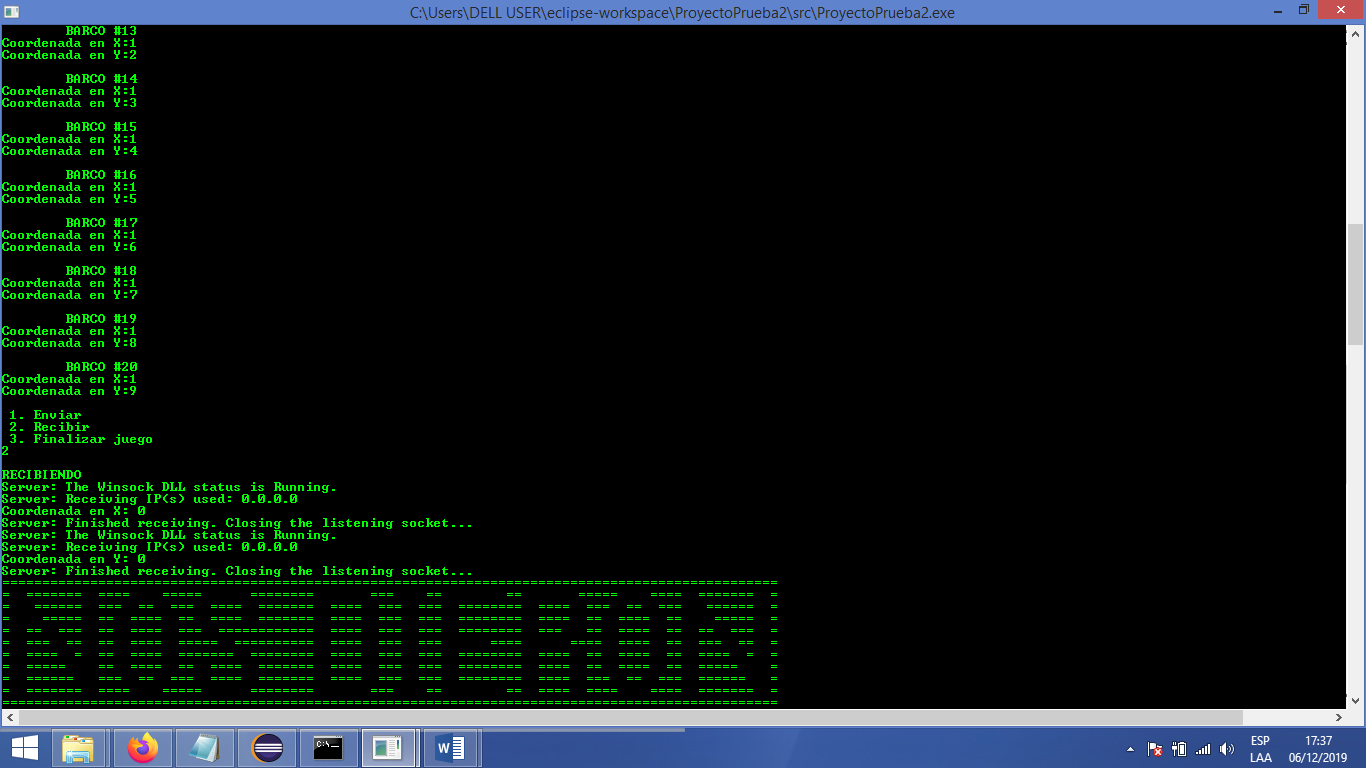 C:\Users\DELL USER\eclipse-workspace\ProyectoPrueba2\src\ProyectoPrueba2.exe
BARCO #13
Coordenada en X:1
Coordenada en Y:2
BARCO #14
Coordenada en X:1
Coordenada en Y:3
BARCO #15
Coordenada en X:1
Coordenada en Y:4
BARCO #16
Coordenada en X:1
Coordenada en Y:5
BARCO #17
Coordenada en X:1
Coordenada en Y:6
BARCO #18
Coordenada en X:1
Coordenada en Y:7
BARCO #19
Coordenada en X:1
Coordenada en Y:8
BARCO #20
Coordenada en X:1
Coordenada en Y:9
1. Enviar
2. Recibir
3. Finalizar juego
2
RECIBIENDO
Server: The Winsock DLL status is Running.
Server: Receiving IP(s) used: 0.0.0.0
Coordenada en X: 0
Server: Finished receiving. Closing the listening socket...
Server: The Winsock DLL status is Running.
Server: Receiving IP(s) used: 0.0.0.0
Coordenada en Y: 0
Server: Finished receiving. Closing the listening socket...
ESP
LAA
17:37
06/12/2019